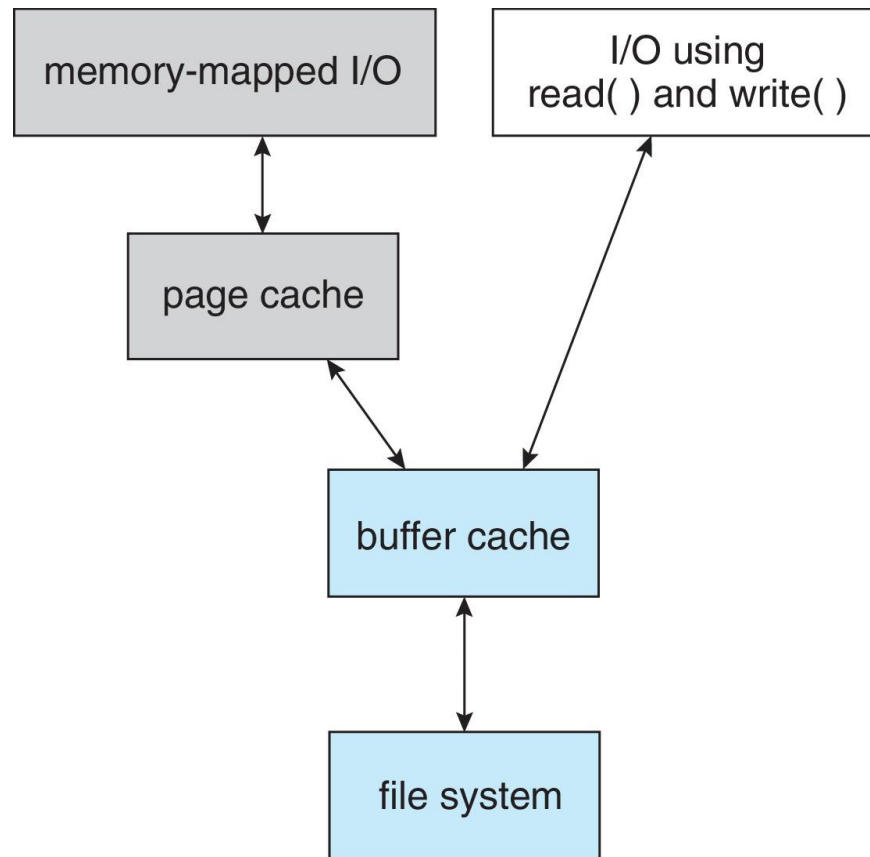 memory-mapped I/O
I/O using
read( ) and write( )
page cache
buffer cache
file system